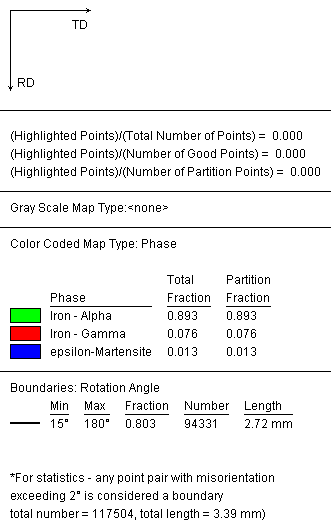 TD
RD
(Highlighted Points)/(Total Number of Points) = 0.000
(Highlighted Points)/(Number of Good Points) = 0.000
(Highlighted Points)/(Number of Partition Points) = 0.000
Gray Scale Map Type:<none>
Color Coded Map Type: Phase
Total Partition
Phase Fraction Fraction
Iron - Alpha 0.893 0.893
Iron - Gamma 0.076 0.076
epsilon-Martensite 0.013 0.013
Boundaries: Rotation Angle
Min Max Fraction Number Length
15° 180° 0.803 94331 2.72 mm
*For statistics - any point pair with misorientation
exceeding 2° is considered a boundary
total number = 117504, total length = 3.39 mm)